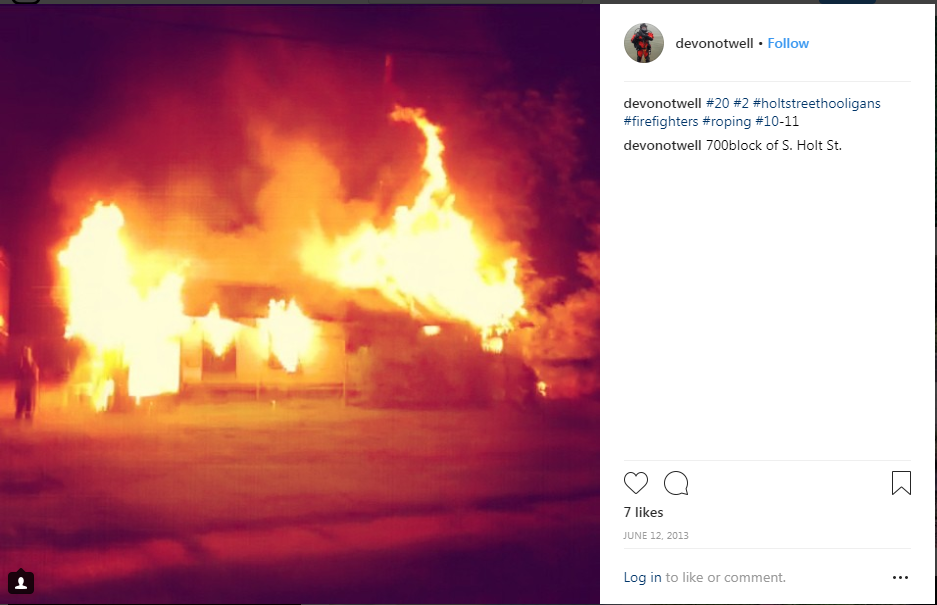 devonotwell • Follow
devonotwell #20 #2 #holtstreethooligans
#firefighters #roping #10-11
devonotwell 700block of S. Holt St.
7 likes
JUNE 12, 2013
Log in to like or comment.